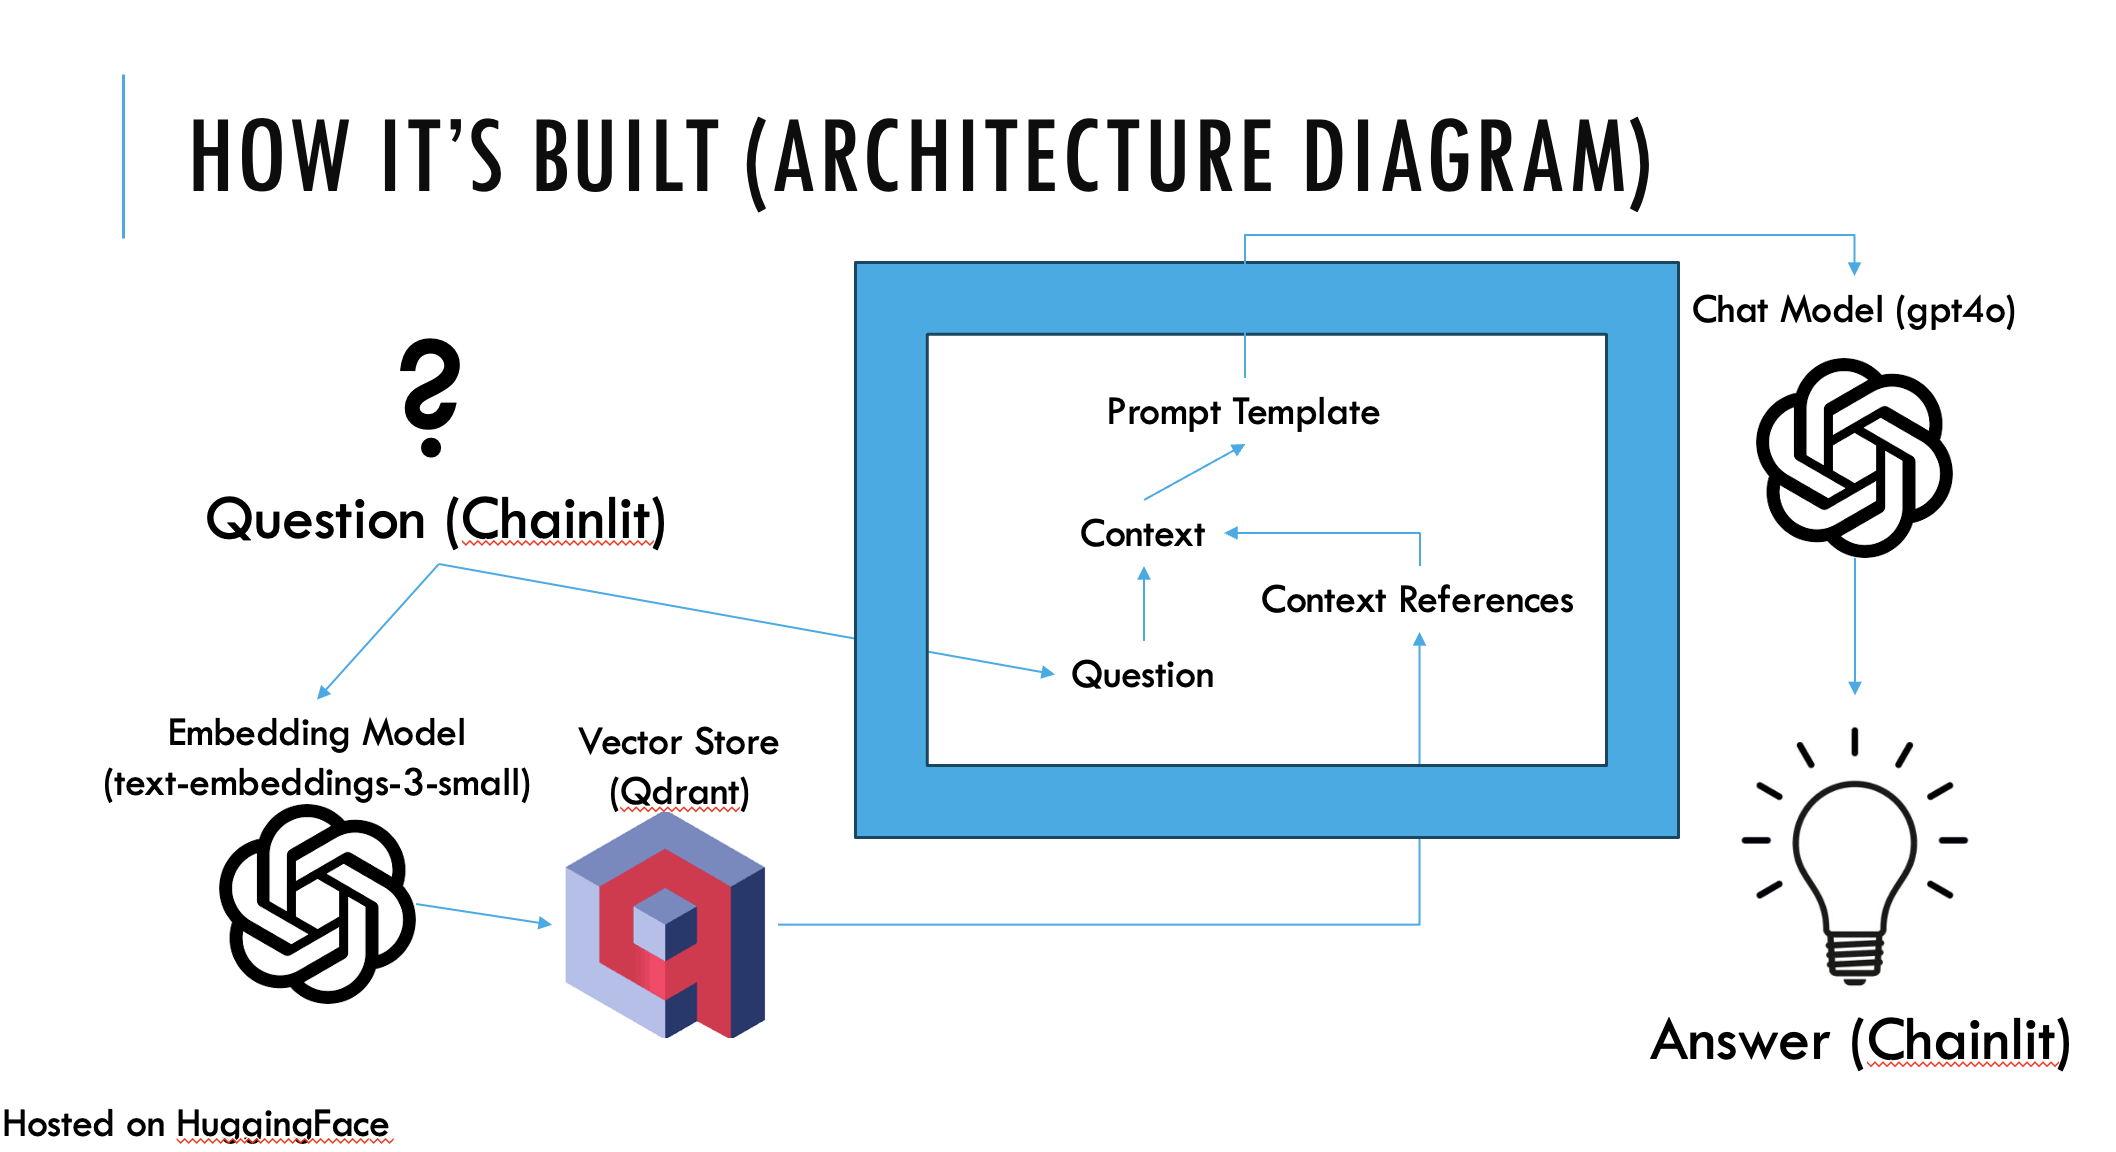 HOW IT’S BUILT (ARCHITECTURE DIAGRAM)
Question (Chainlit)
Embedding Model
(text-embeddings-3-small)
Vector Store
(Qdrant)
Prompt Template
Context
Context References
Question
Chat Model (gpt4o)
Answer (Chainlit)
Hosted on HuggingFace